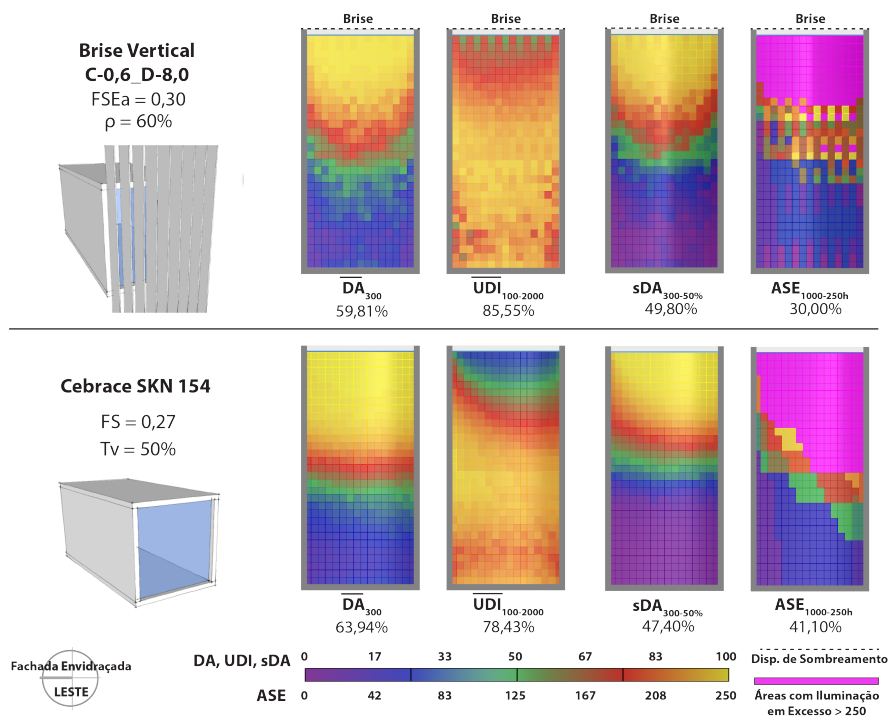 Brise Vertical
C-0,6_D-8,0
FSEa = 0,30
ρ = 60%
Brise
Brise
Brise
Brise
DA300
59,81%
UDI100-2000
85,55%
sDA300-50%
49,80%
ASE1000-250h
30,00%
Cebrace SKN 154
FS = 0,27
Tv = 50%
DA300
63,94%
UDI100-2000
78,43%
sDA300-50%
47,40%
ASE1000-250h
41,10%
Fachada Envidraçada
LESTE
DA, UDI, sDA
0 17 33 50 67 83 100
ASE
0 42 83 125 167 208 250
Disp. de Sombreamento
Áreas com Iluminação
em Excesso > 250